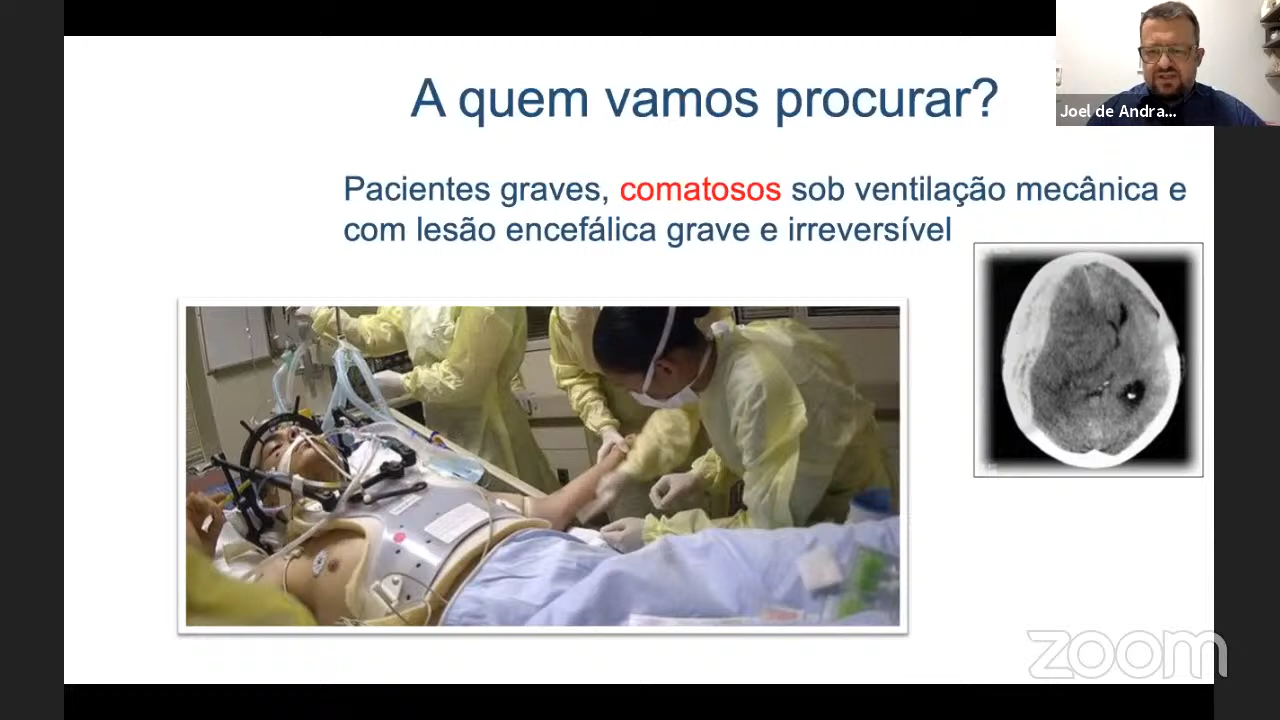 A quem vamos procurar?
Joel de Andra...
Pacientes graves, comatosos sob ventilação mecânica e
com lesão encefálica grave e irreversível
zoom